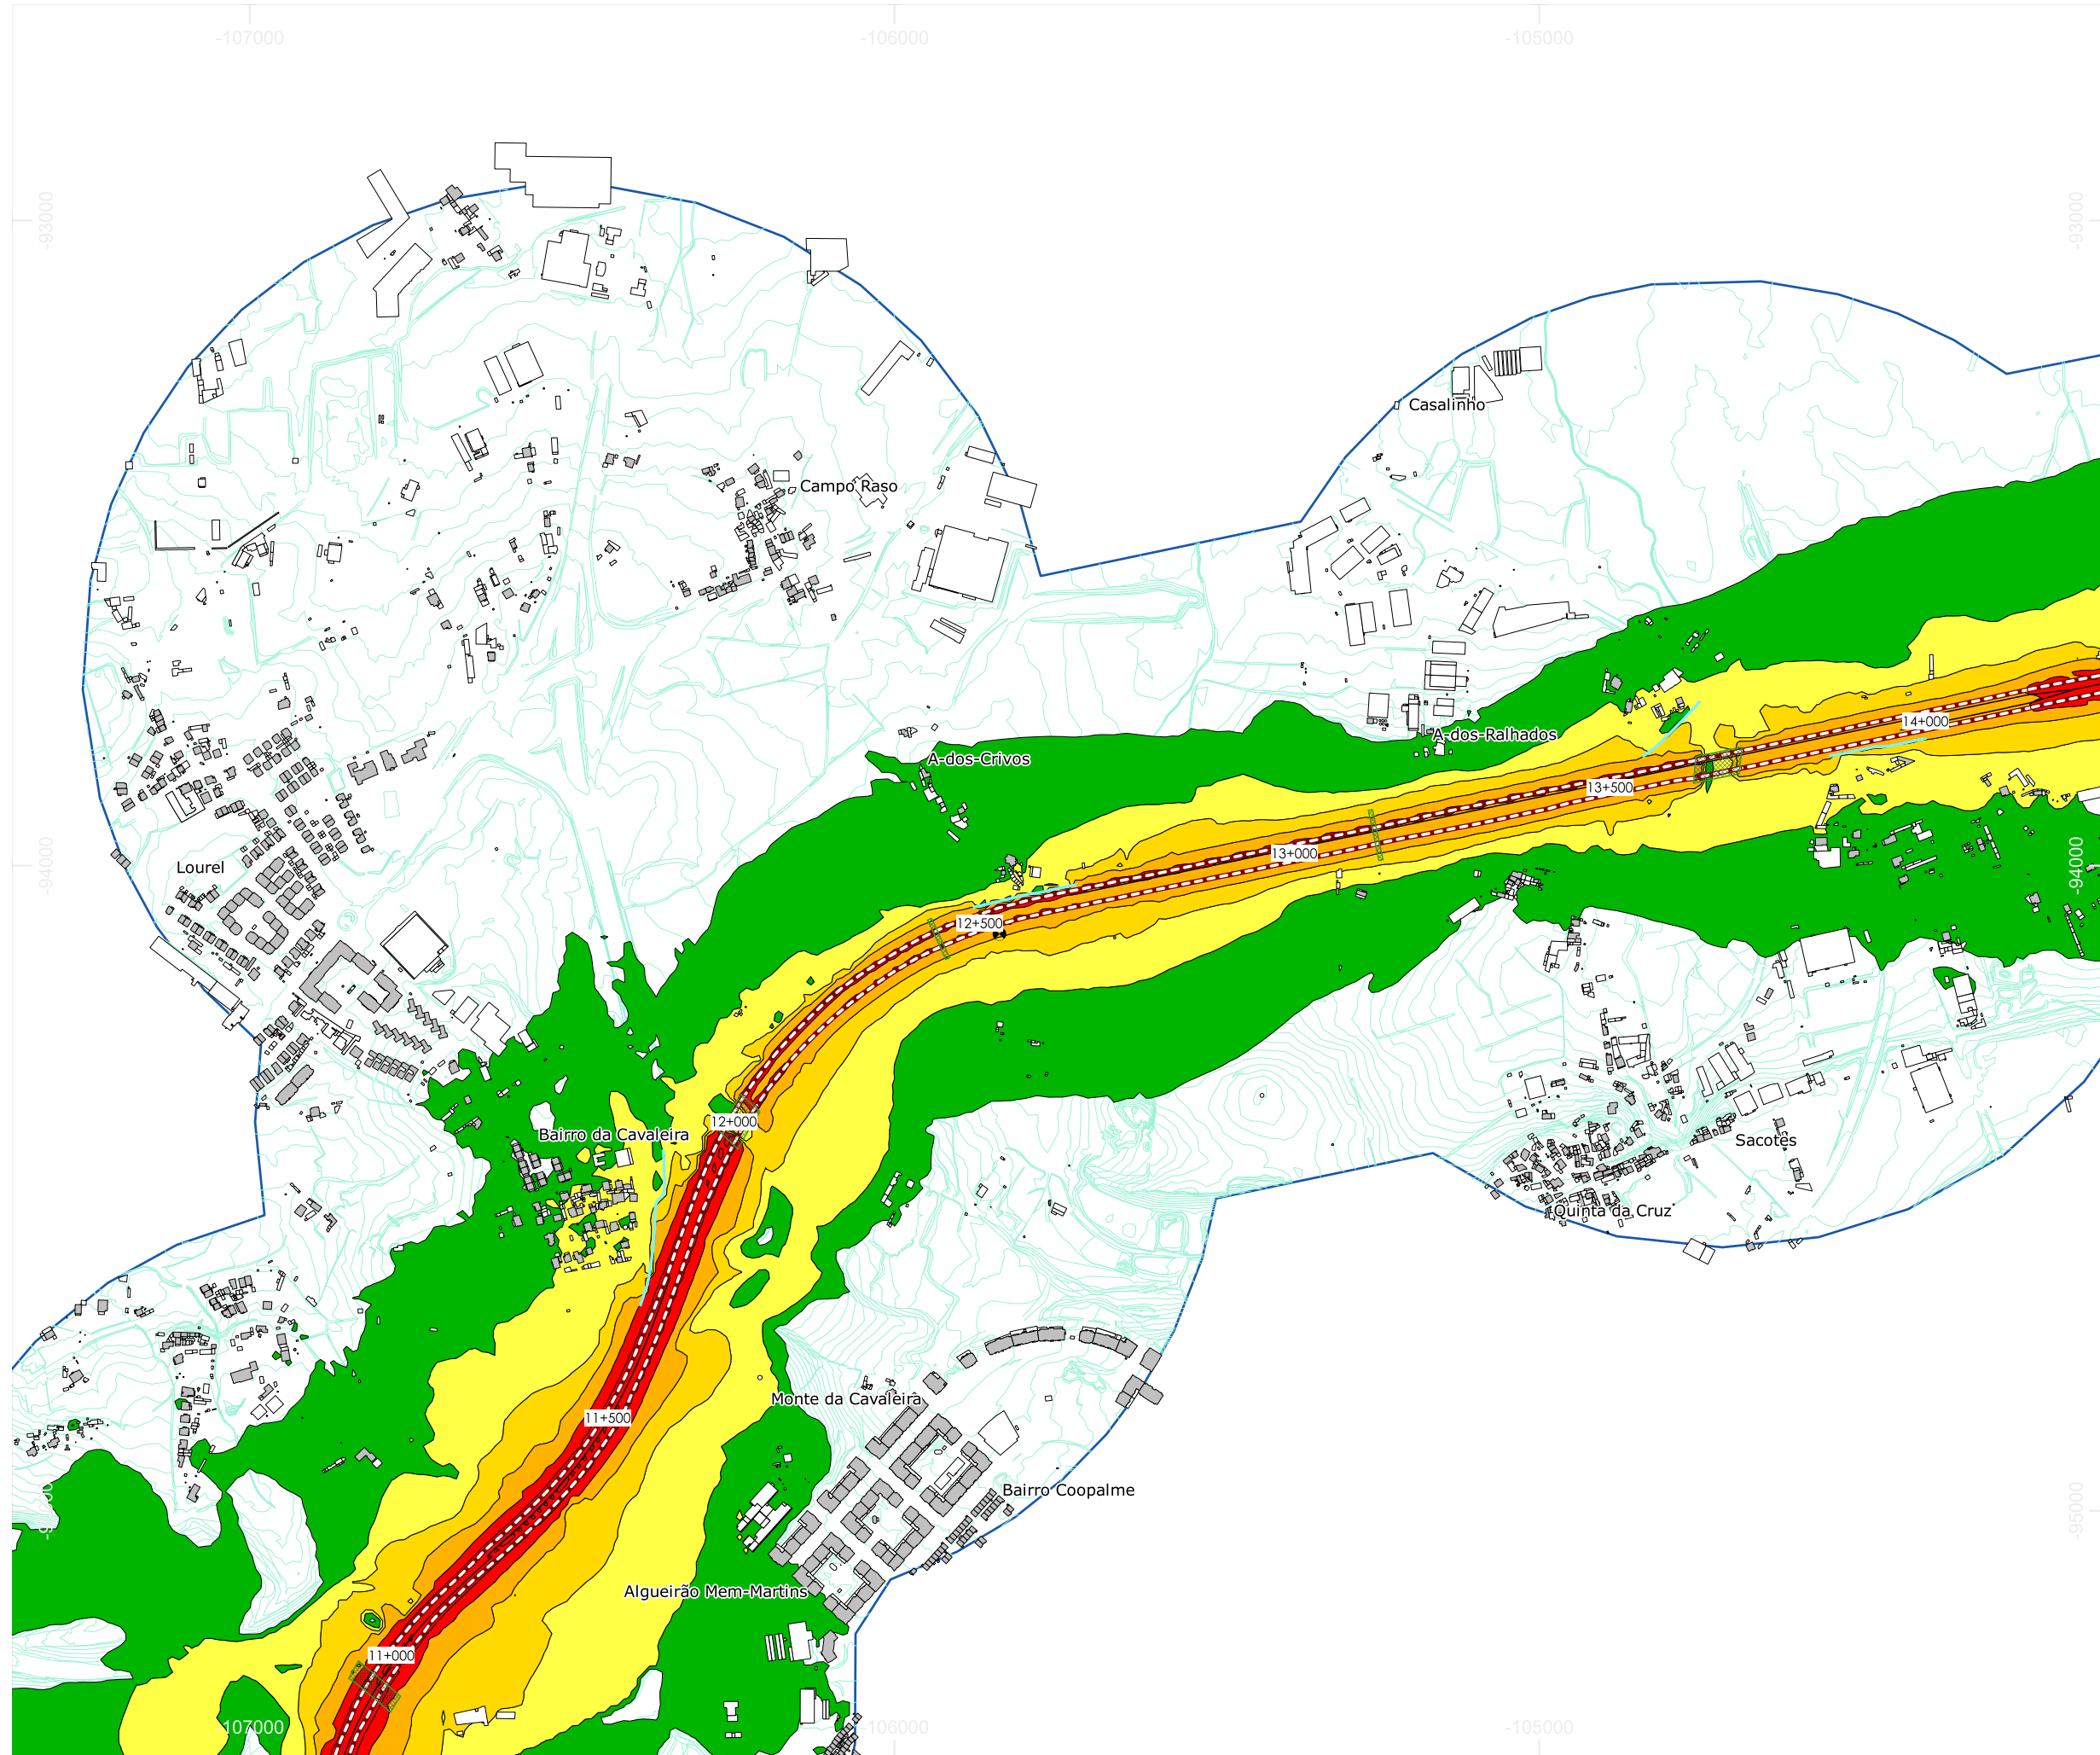 -107000
-106000
-105000
-93000
-93000
Casalinho
Campo Raso
14+000
A-dos-Ralhados
A-dos-Crivos
13+500
13+000
-94000
-94000
Lourel
12+500
12+000
Bairro da Cavaleira
Sacotes
Quinta da Cruz
Monte da Cavaleira
11+500
Bairro Coopalme
-95000
-95000
Algueirão Mem-Martins
11+000
-107000
-106000
-105000